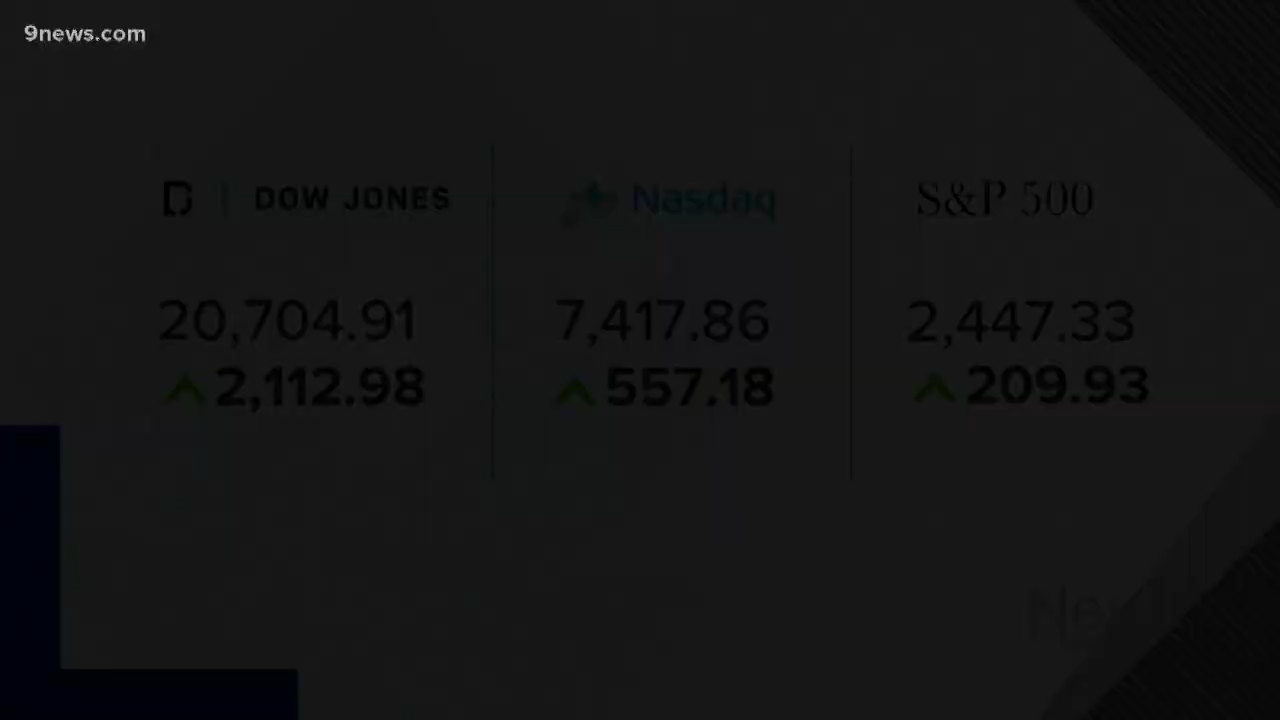 9news.com
DOW JONES
Nasdaq
S&P 500
20,704.91
7,417.86
2,447.33
2,112.98
557.18
209.93